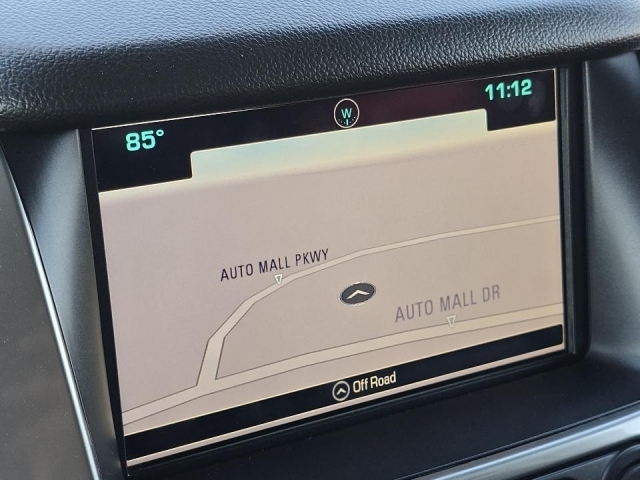 W
85° 11:12
AUTO MALL PKWY
AUTO MALL DR
Off Road